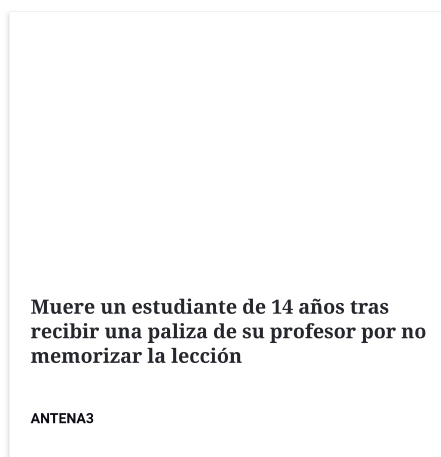 Muere un estudiante de 14 años tras
recibir una paliza de su profesor por no
memorizar la lección
ANTENA3